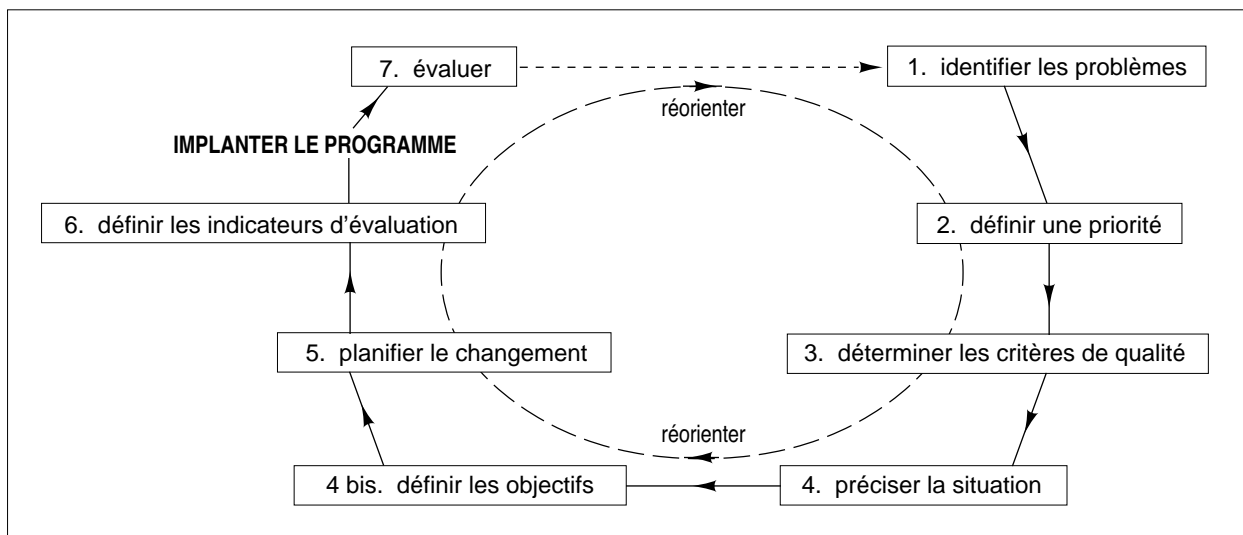 7. évaluer
1. identifier les problèmes
réorienter
IMPLANTER LE PROGRAMME
6. définir les indicateurs d'évaluation
2. définir une priorité
5. planifier le changement
3. déterminer les critères de qualité
réorienter
4 bis. définir les objectifs
4. préciser la situation